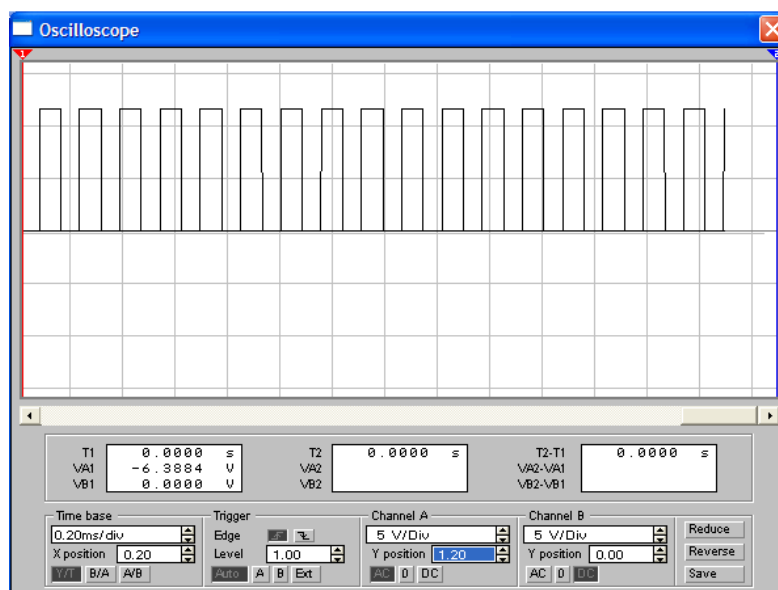 Oscilloscope
1
2
T1 0.0000 s
VA1 -6.3884 V
VB1 0.0000 V
T2 0.0000 s
VA2
VB2
T2-T1 0.0000 s
VA2-VA1
VB2-VB1
Time base
0.20ms/div
X position 0.20
Y/T B/A A/B
Trigger
Edge
Level 1.00
Auto A B Ext
Channel A
5 V/Div
Y position 1.20
AC 0 DC
Channel B
5 V/Div
Y position 0.00
AC 0 DC
Reduce
Reverse
Save